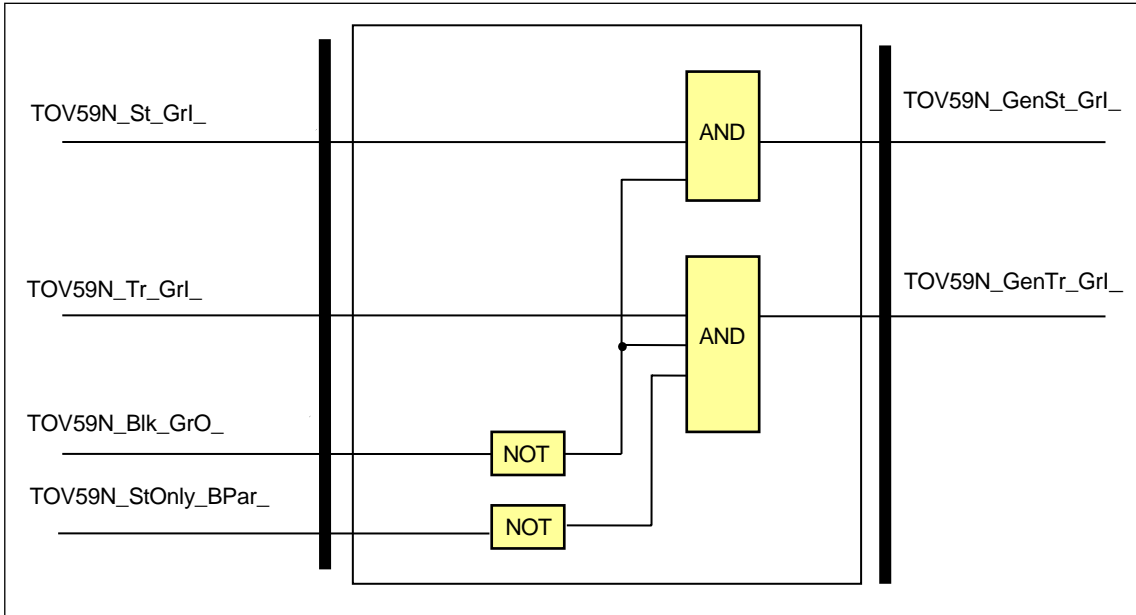 TOV59N_St_GrI_
AND
TOV59N_GenSt_GrI_
TOV59N_Tr_GrI_
AND
TOV59N_GenTr_GrI_
TOV59N_Blk_GrO_
NOT
TOV59N_StOnly_BPar_
NOT